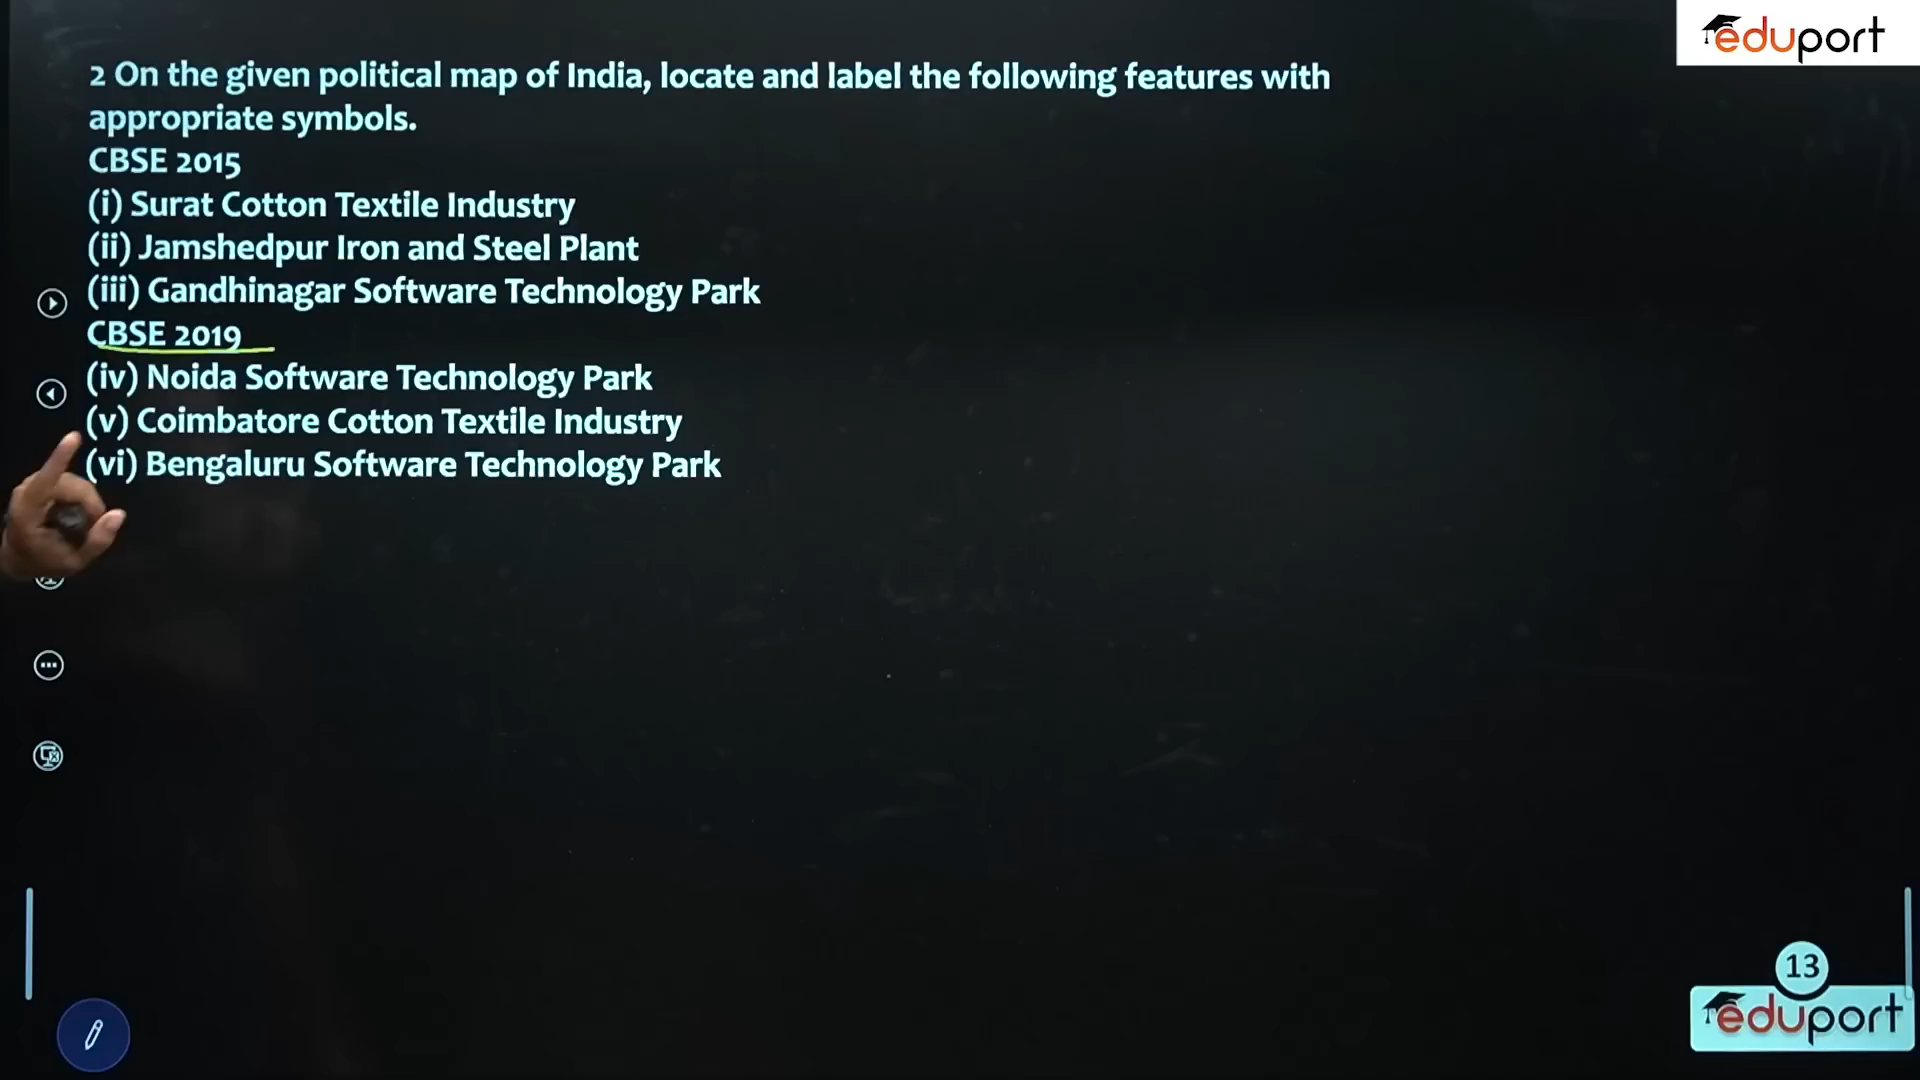 eduport
2 On the given political map of India, locate and label the following features with
appropriate symbols.
CBSE 2015
(i) Surat Cotton Textile Industry
(ii) Jamshedpur Iron and Steel Plant
(iii) Gandhinagar Software Technology Park
CBSE 2019
(iv) Noida Software Technology Park
(v) Coimbatore Cotton Textile Industry
(vi) Bengaluru Software Technology Park
13
eduport